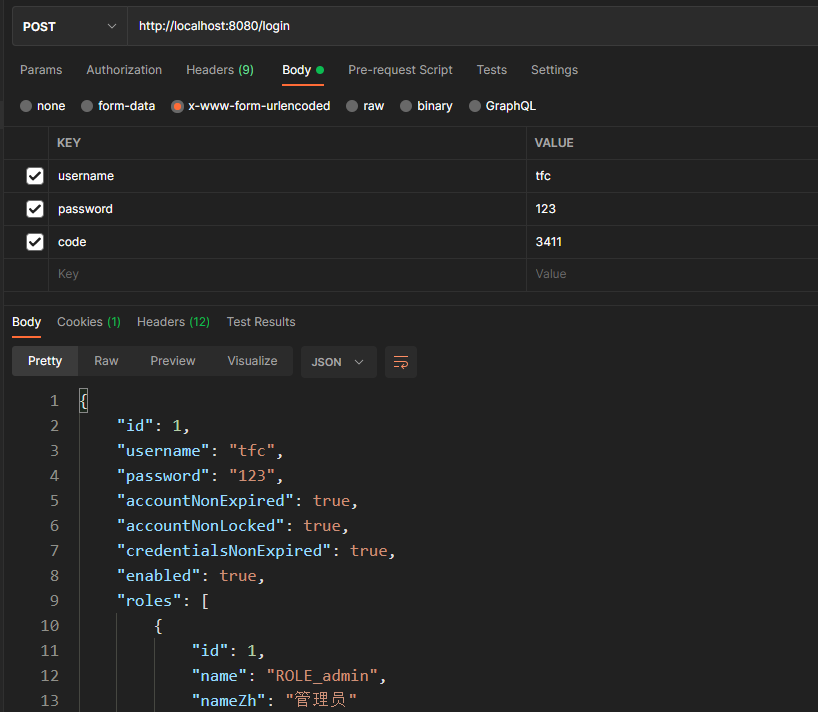 POST http://localhost:8080/login
Params Authorization Headers (9) Body Pre-request Script Tests Settings
none form-data x-www-form-urlencoded raw binary GraphQL
KEY VALUE
username tfc
password 123
code 3411
Key Value
Body Cookies (1) Headers (12) Test Results
Pretty Raw Preview Visualize JSON
1 {
2 "id": 1,
3 "username": "tfc",
4 "password": "123",
5 "accountNonExpired": true,
6 "accountNonLocked": true,
7 "credentialsNonExpired": true,
8 "enabled": true,
9 "roles": [
10 {
11 "id": 1,
12 "name": "ROLE_admin",
13 "nameZh": "管理员"